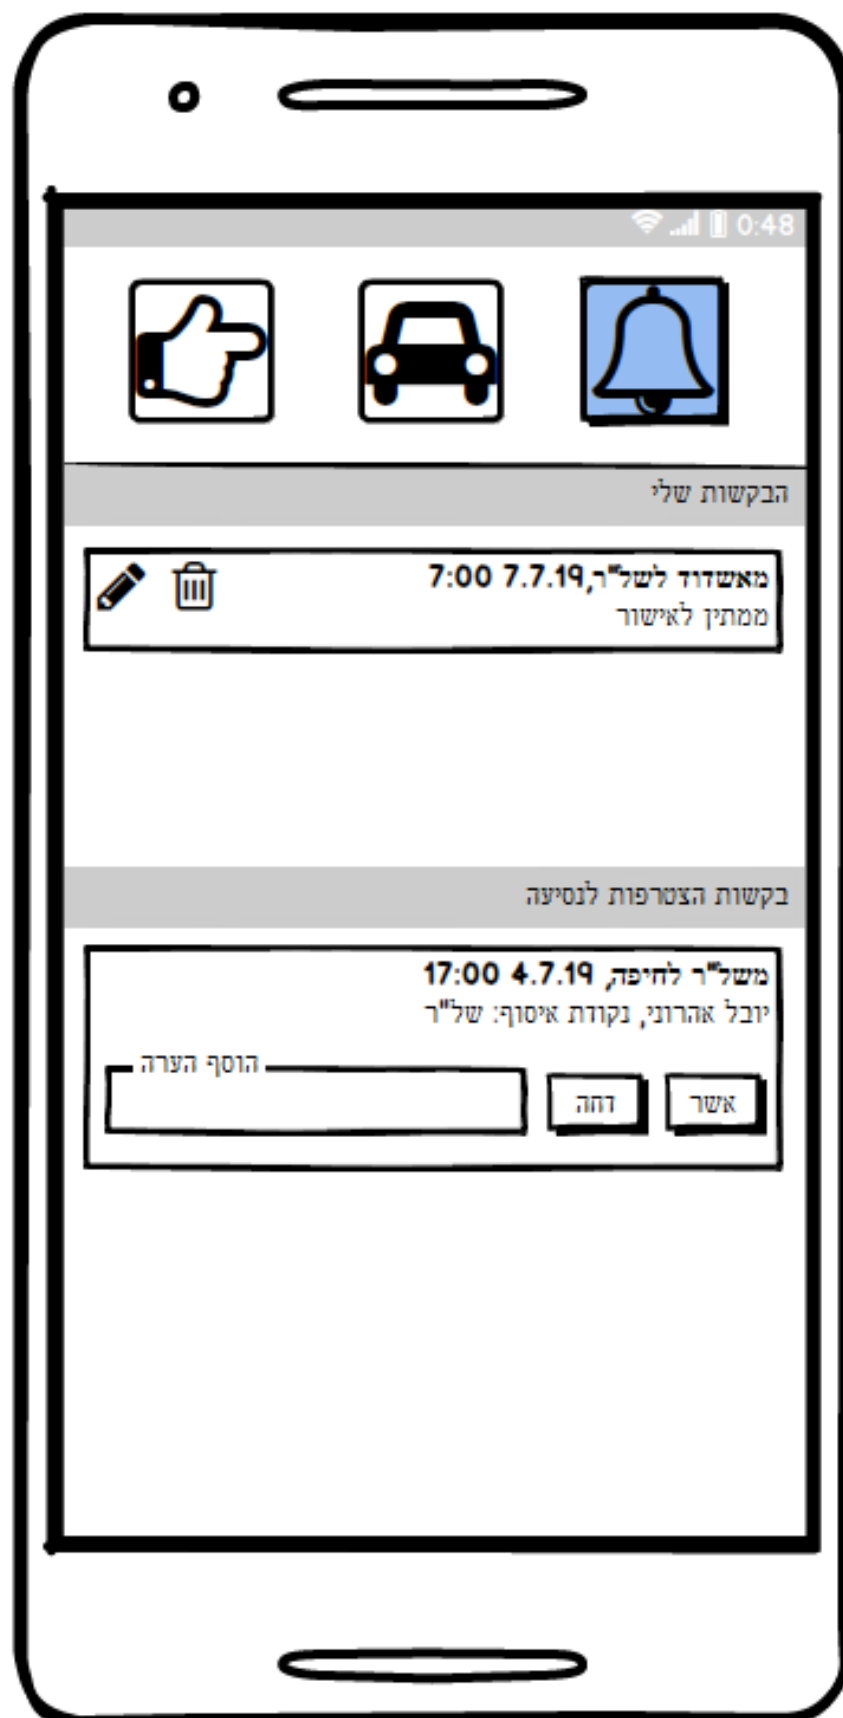 0:48
הבקשות שלי
מאשדוד לשל"ר,7.7.19 7:00
ממתין לאישור
בקשות הצטרפות לנסיעה
משל"ר לחיפה, 4.7.19 17:00
יובל אהרוני, נקודת איסוף: של"ר
הוסף הערה
אשר
דחה